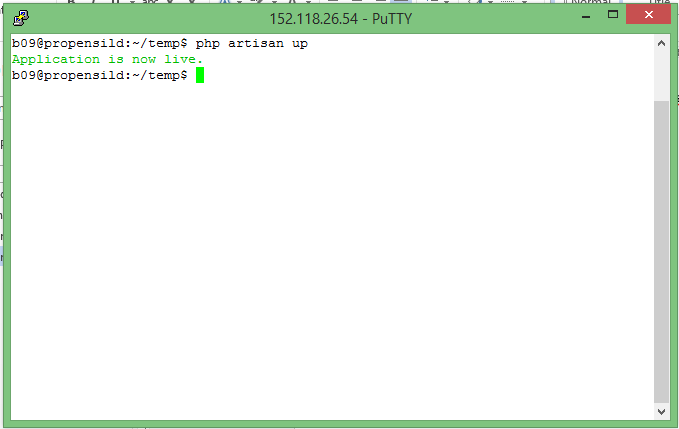 152.118.26.54 - PuTTY
b09@propensild:~/temp$ php artisan up
Application is now live.
b09@propensild:~/temp$